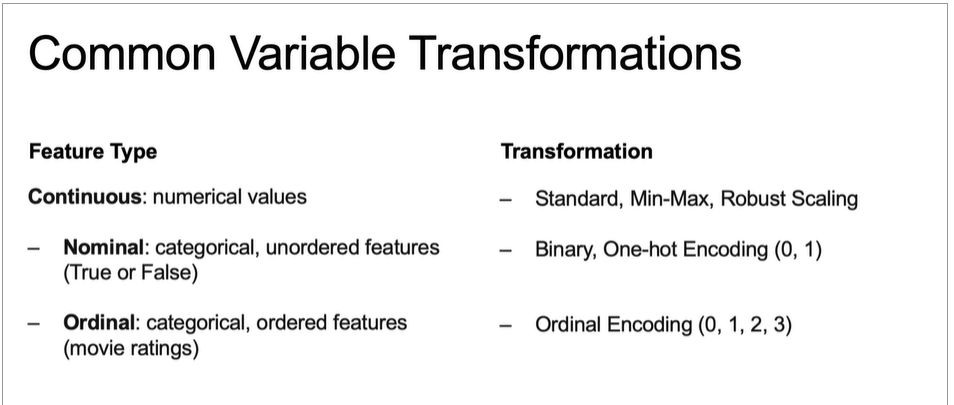 Common Variable Transformations
Feature Type
Transformation
Continuous: numerical values
– Standard, Min-Max, Robust Scaling
– Nominal: categorical, unordered features
(True or False)
– Binary, One-hot Encoding (0, 1)
– Ordinal: categorical, ordered features
(movie ratings)
– Ordinal Encoding (0, 1, 2, 3)